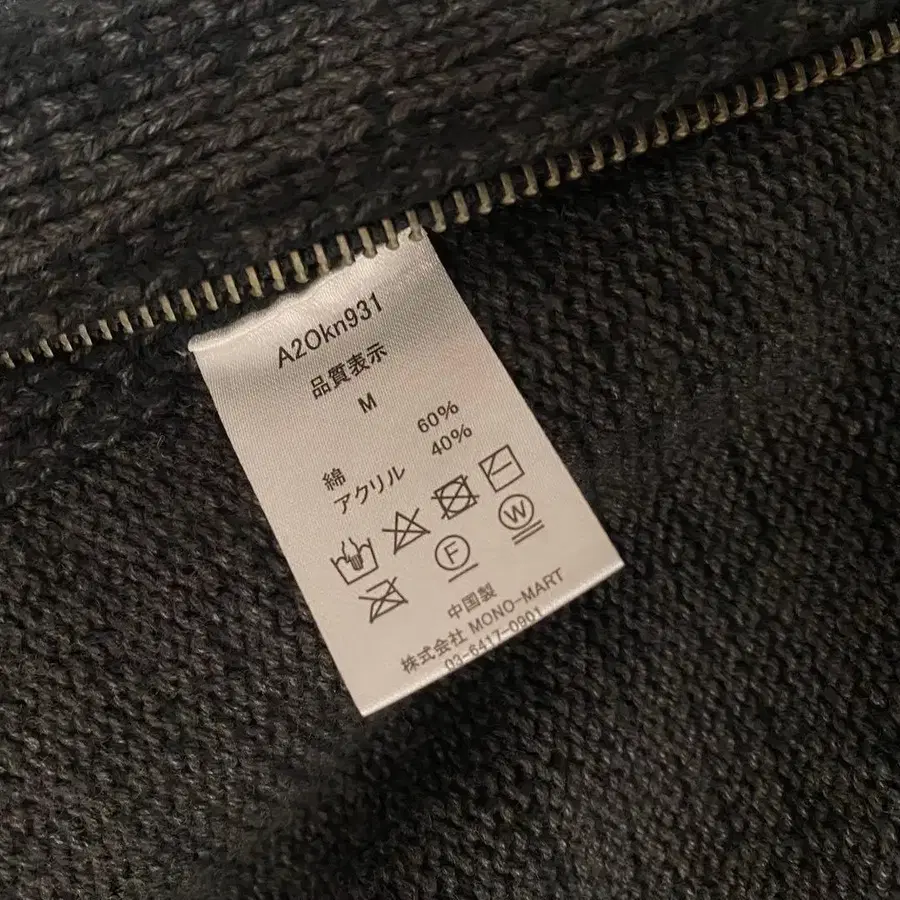 A20kn931
品質表示
M
綿 60%
アクリル 40%
F
W
中国製
株式会社 MONO-MART
03-6417-0901